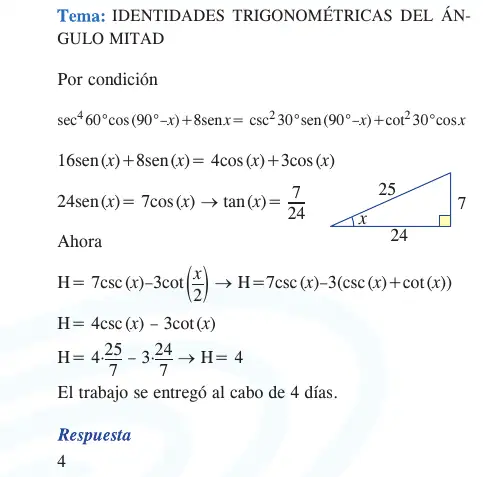 Tema: IDENTIDADES TRIGONOMÉTRICAS DEL ÁN-
GULO MITAD
Por condición
sec⁴60°cos(90°–x)+8senx= csc²30°sen(90°–x)+cot²30°cosx
16sen(x)+8sen(x)= 4cos(x)+3cos(x)
24sen(x)= 7cos(x) → tan(x)= 7/24
25
7
x
24
Ahora
H= 7csc(x)–3cot(x/2) → H=7csc(x)–3(csc(x)+cot(x))
H= 4csc(x) – 3cot(x)
H= 4·25/7 – 3·24/7 → H= 4
El trabajo se entregó al cabo de 4 días.
Respuesta
4